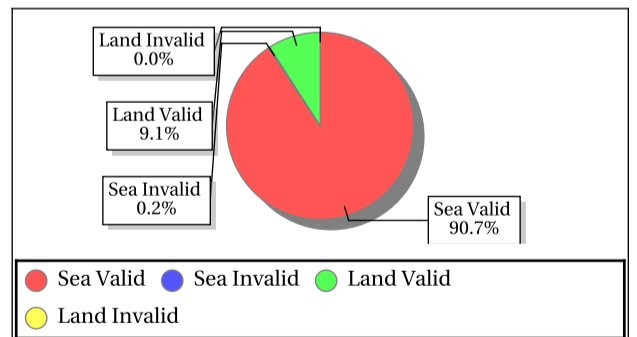 Land Invalid
0.0%
Land Valid
9.1%
Sea Invalid
0.2%
Sea Valid
90.7%
Sea Valid Sea Invalid Land Valid
Land Invalid